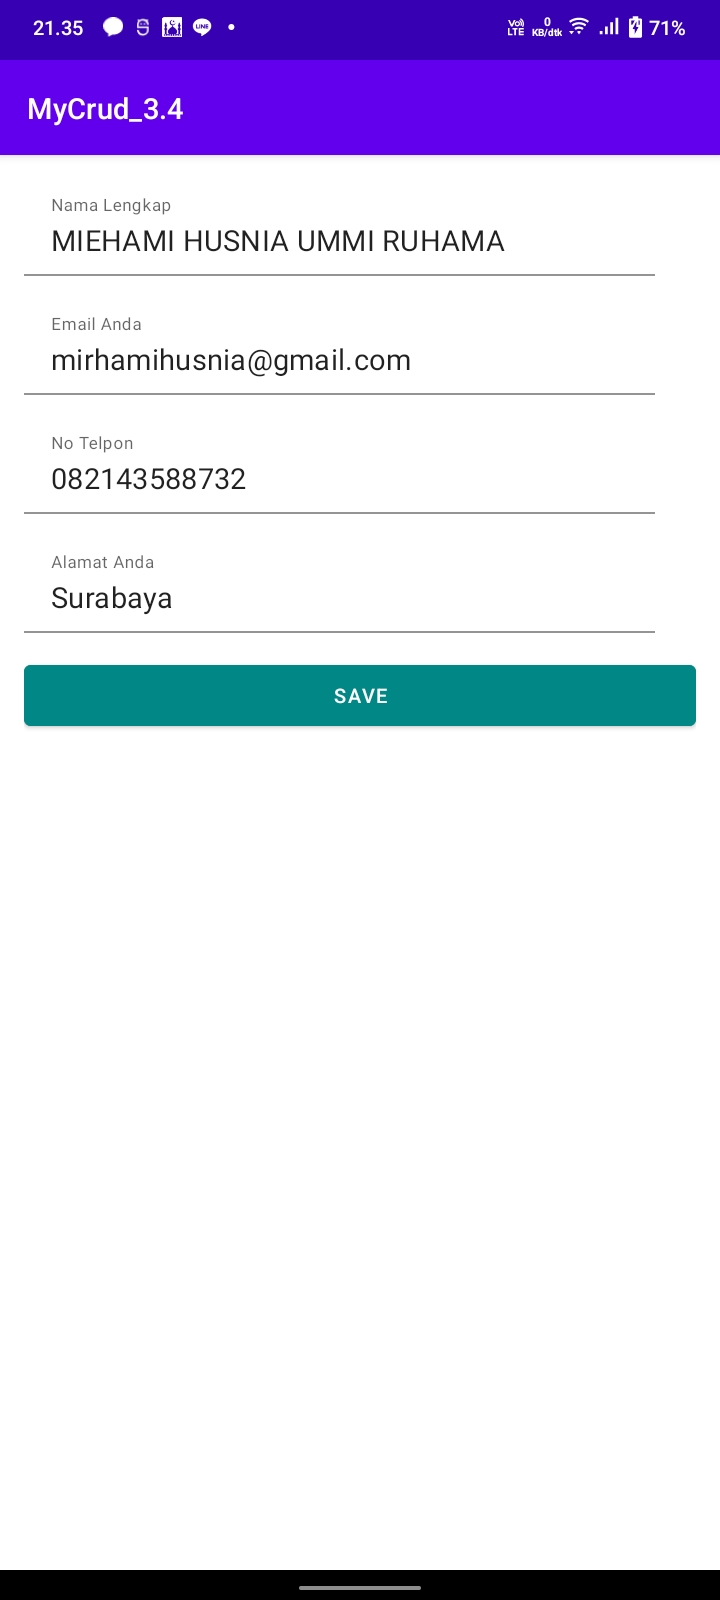 21.35
LINE
Vo))
LTE
0
KB/dtk
71%
MyCrud_3.4
Nama Lengkap
MIEHAMI HUSNIA UMMI RUHAMA
Email Anda
mirhamihusnia@gmail.com
No Telpon
082143588732
Alamat Anda
Surabaya
SAVE